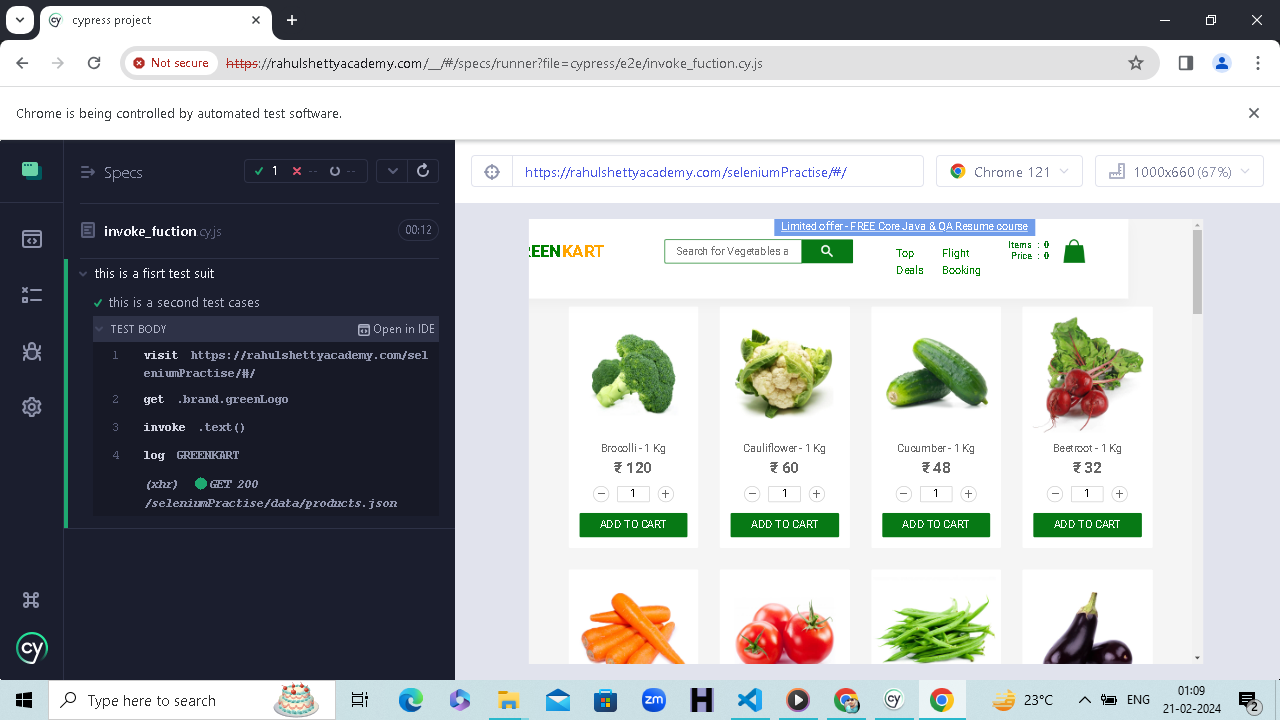 cypress project
Not secure
https://rahulshettyacademy.com/__/#/specs/runner?file=cypress/e2e/invoke_fuction.cy.js
Chrome is being controlled by automated test software.
Specs
1
--
--
invoke_fuction.cy.js
00:12
this is a fisrt test suit
this is a second test cases
TEST BODY
Open in IDE
1 visit https://rahulshettyacademy.com/sel
eniumPractise/#/
2 get .brand.greenLogo
3 invoke .text()
4 log GREENKART
(xhr) GET 200
/seleniumPractise/data/products.json
cy
https://rahulshettyacademy.com/seleniumPractise/#/
Chrome 121
1000x660 (67%)
Limited offer - FREE Core Java & QA Resume course
REENKART
Search for Vegetables a
Top
Deals
Flight
Booking
Items : 0
Price : 0
Brocolli - 1 Kg
₹ 120
1
ADD TO CART
Cauliflower - 1 Kg
₹ 60
1
ADD TO CART
Cucumber - 1 Kg
₹ 48
1
ADD TO CART
Beetroot - 1 Kg
₹ 32
1
ADD TO CART
Type here to search
zm
23°C
ENG
01:09
21-02-2024
2